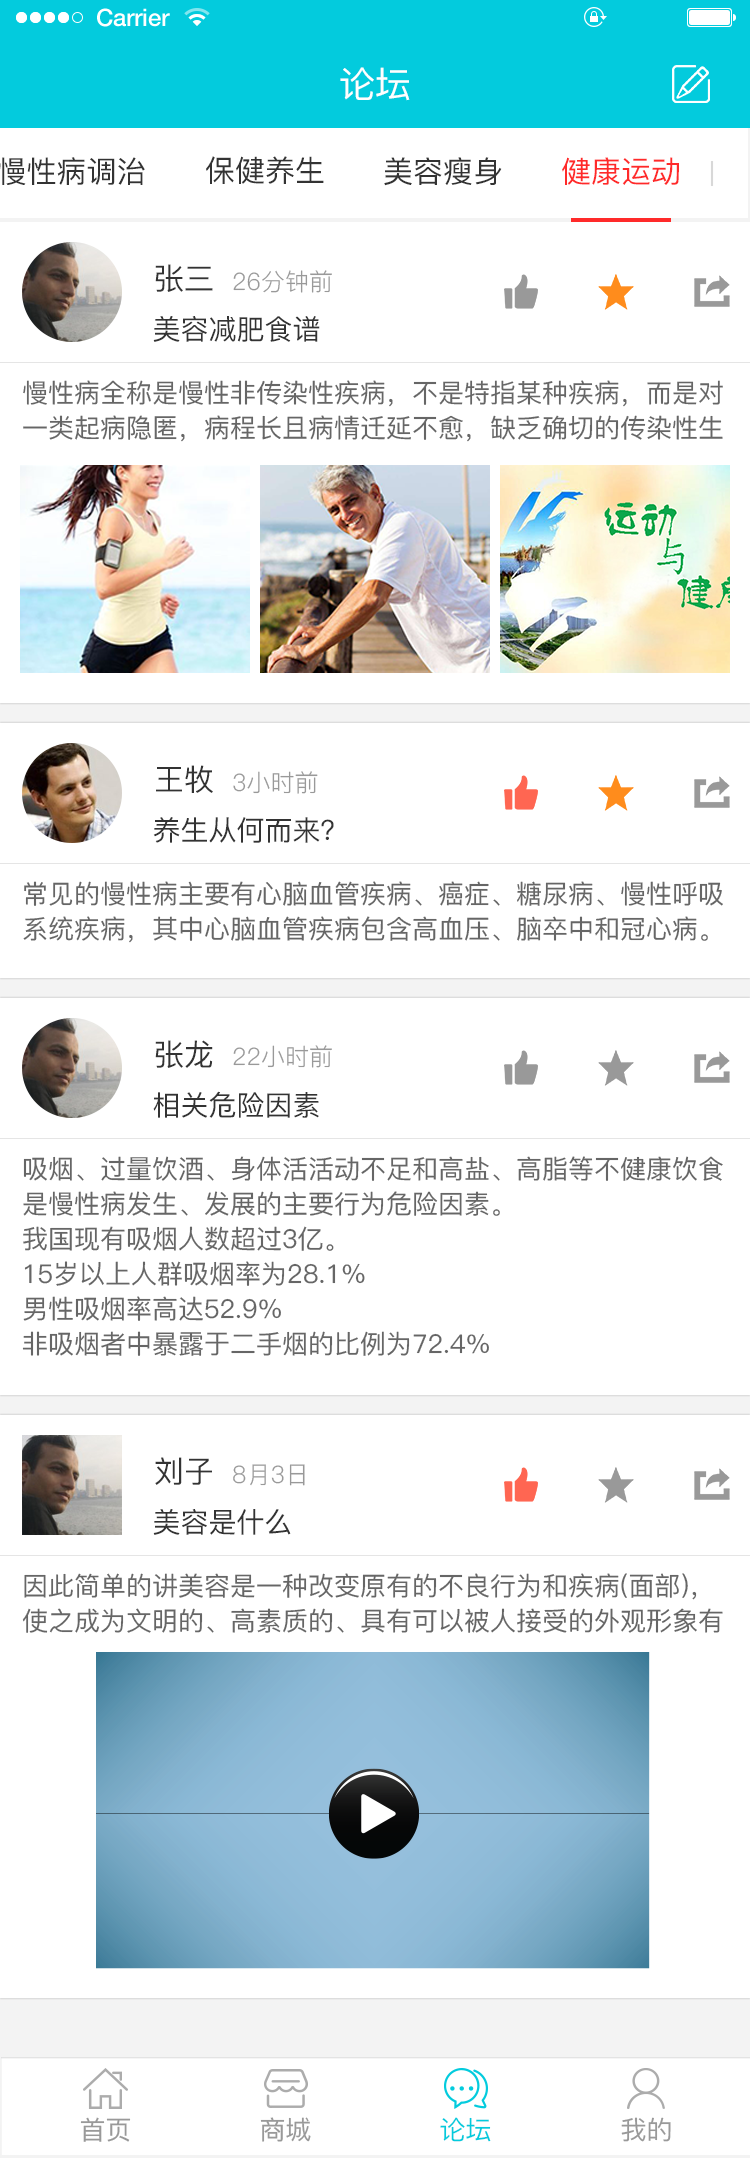 Carrier
论坛
慢性病调治 保健养生 美容瘦身 健康运动
张三 26分钟前
美容减肥食谱
慢性病全称是慢性非传染性疾病，不是特指某种疾病，而是对
一类起病隐匿，病程长且病情迁延不愈，缺乏确切的传染性生
运动
与
健康
王牧 3小时前
养生从何而来?
常见的慢性病主要有心脑血管疾病、癌症、糖尿病、慢性呼吸
系统疾病，其中心脑血管疾病包含高血压、脑卒中和冠心病。
张龙 22小时前
相关危险因素
吸烟、过量饮酒、身体活活动不足和高盐、高脂等不健康饮食
是慢性病发生、发展的主要行为危险因素。
我国现有吸烟人数超过3亿。
15岁以上人群吸烟率为28.1%
男性吸烟率高达52.9%
非吸烟者中暴露于二手烟的比例为72.4%
刘子 8月3日
美容是什么
因此简单的讲美容是一种改变原有的不良行为和疾病(面部)，
使之成为文明的、高素质的、具有可以被人接受的外观形象有
首页 商城 论坛 我的